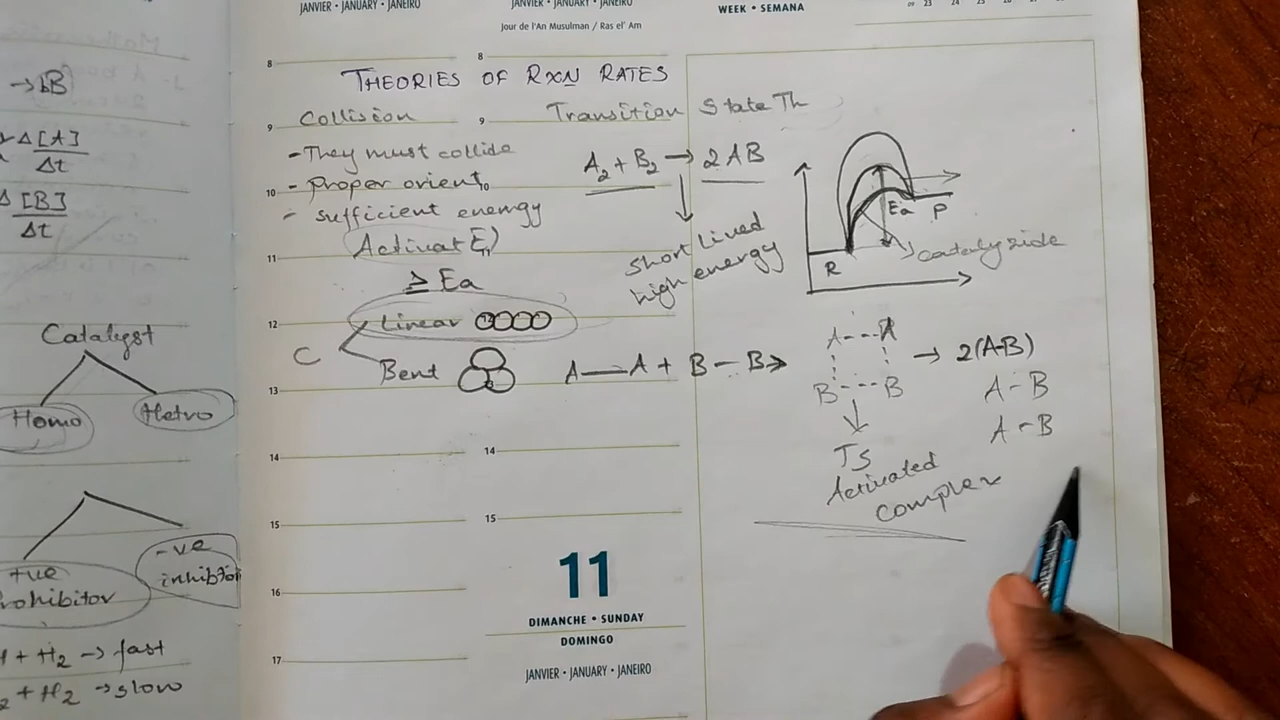 JANVIER • JANUARY • JANEIRO
JANVIER • JANUARY • JANEIRO
Jour de l'An Musulman / Ras el' Am
WEEK • SEMANA
→ bB
Δ[A]
Δt
Δ[B]
Δt
Catalyst
Homo
Hetro
+ve
-ve
inhibitor
+ H2 → fast
+ H2 → slow
8
9
10
11
12
13
14
15
16
17
THEORIES OF RXN RATES
Collision
- They must collide
- Proper orient
- sufficient energy
Activat E)
≥ Ea
C
Linear
Bent
8
9
10
14
15
Transition State Th
A2 + B2 → 2AB
short lived
high energy
Ea
P
R
A — A + B — B →
A---A
B---B
→ 2(A-B)
A - B
A - B
TS
Activated
complex
11
DIMANCHE • SUNDAY
DOMINGO
JANVIER • JANUARY • JANEIRO